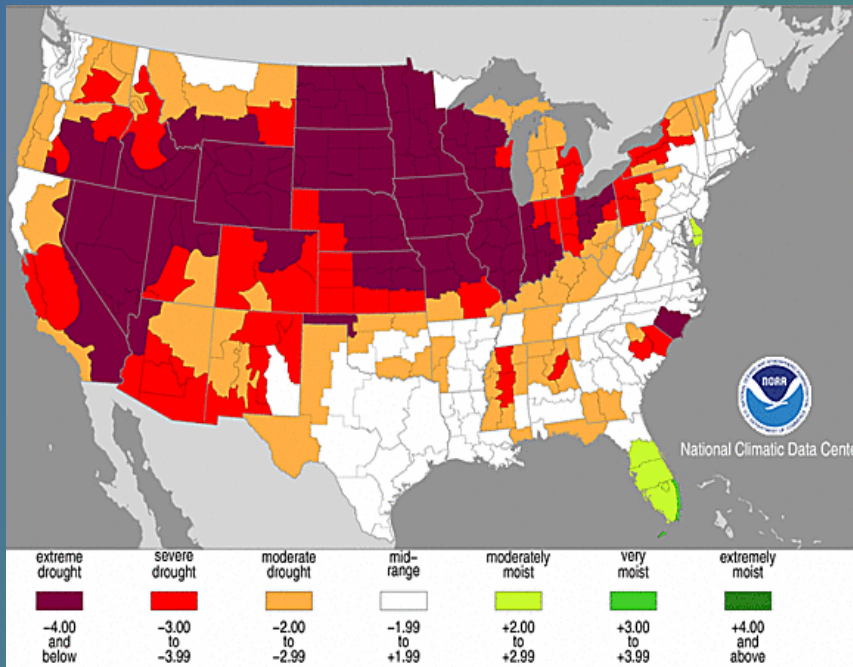 NOAA
National Climatic Data Cente
extreme
drought
severe
drought
moderate
drought
mid-
range
moderately
moist
very
moist
extremely
moist
-4.00
and
below
-3.00
to
-3.99
-2.00
to
-2.99
-1.99
to
+1.99
+2.00
to
+2.99
+3.00
to
+3.99
+4.00
and
above